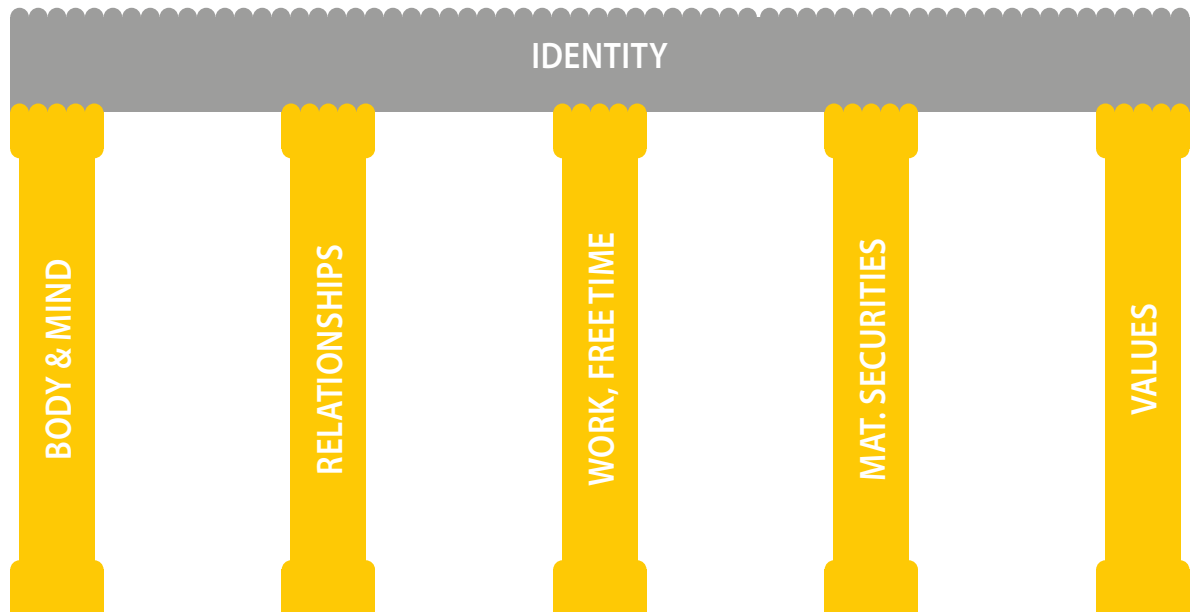 IDENTITY
BODY & MIND
RELATIONSHIPS
WORK, FREE TIME
MAT. SECURITIES
VALUES